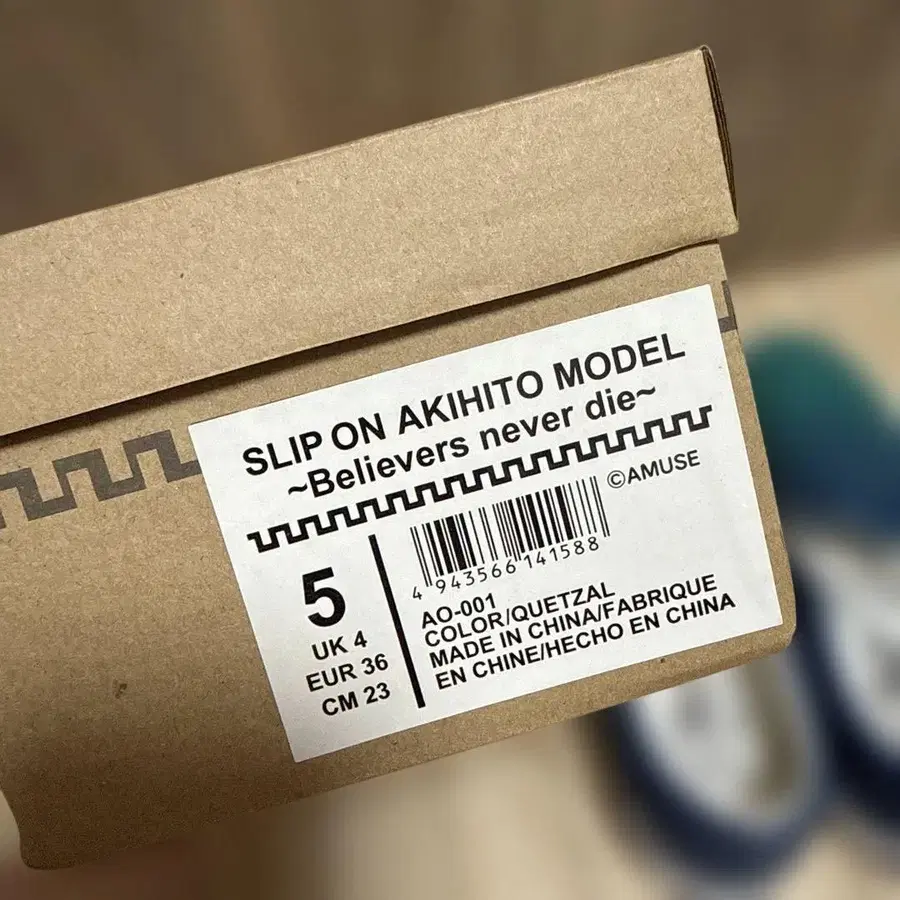 SLIP ON AKIHITO MODEL
~Believers never die~
©AMUSE
4 943566 141588
5
UK 4
EUR 36
CM 23
AO-001
COLOR/QUETZAL
MADE IN CHINA/FABRIQUE
EN CHINE/HECHO EN CHINA